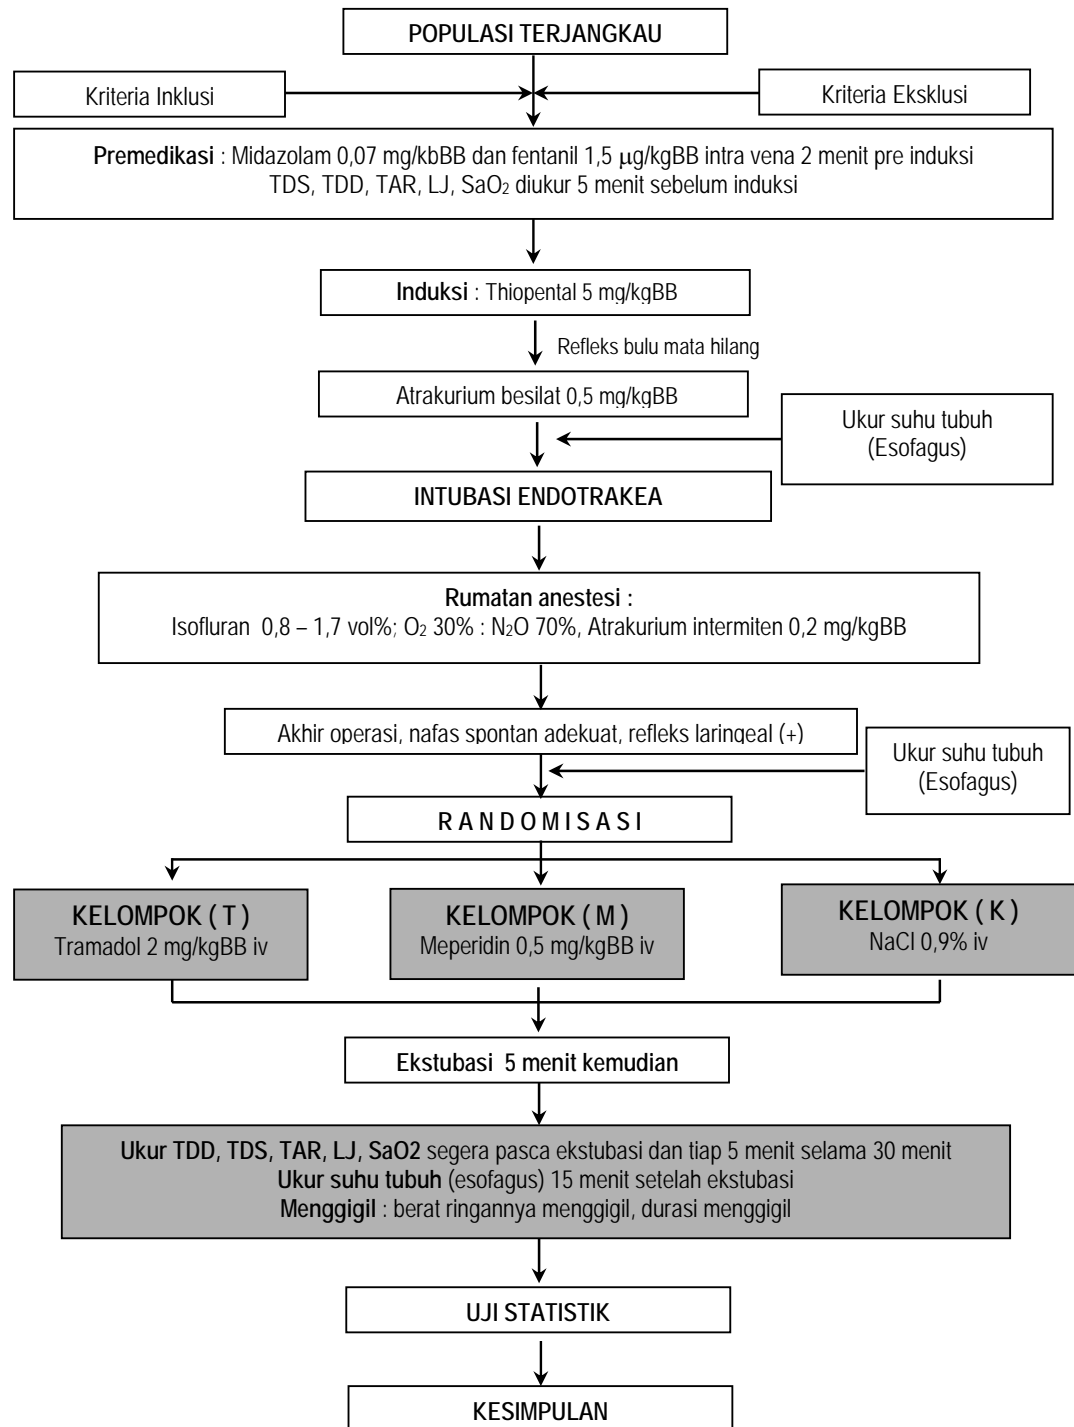 POPULASI TERJANGKAU
Kriteria Inklusi
Kriteria Eksklusi
Premedikasi : Midazolam 0,07 mg/kbBB dan fentanil 1,5 µg/kgBB intra vena 2 menit pre induksi
TDS, TDD, TAR, LJ, SaO₂ diukur 5 menit sebelum induksi
Induksi : Thiopental 5 mg/kgBB
Refleks bulu mata hilang
Atrakurium besilat 0,5 mg/kgBB
Ukur suhu tubuh
(Esofagus)
INTUBASI ENDOTRAKEA
Rumatan anestesi :
Isofluran 0,8 – 1,7 vol%; O₂ 30% : N₂O 70%, Atrakurium intermiten 0,2 mg/kgBB
Akhir operasi, nafas spontan adekuat, refleks laringeal (+)
Ukur suhu tubuh
(Esofagus)
R A N D O M I S A S I
KELOMPOK ( T )
Tramadol 2 mg/kgBB iv
KELOMPOK ( M )
Meperidin 0,5 mg/kgBB iv
KELOMPOK ( K )
NaCl 0,9% iv
Ekstubasi 5 menit kemudian
Ukur TDD, TDS, TAR, LJ, SaO2 segera pasca ekstubasi dan tiap 5 menit selama 30 menit
Ukur suhu tubuh (esofagus) 15 menit setelah ekstubasi
Menggigil : berat ringannya menggigil, durasi menggigil
UJI STATISTIK
KESIMPULAN